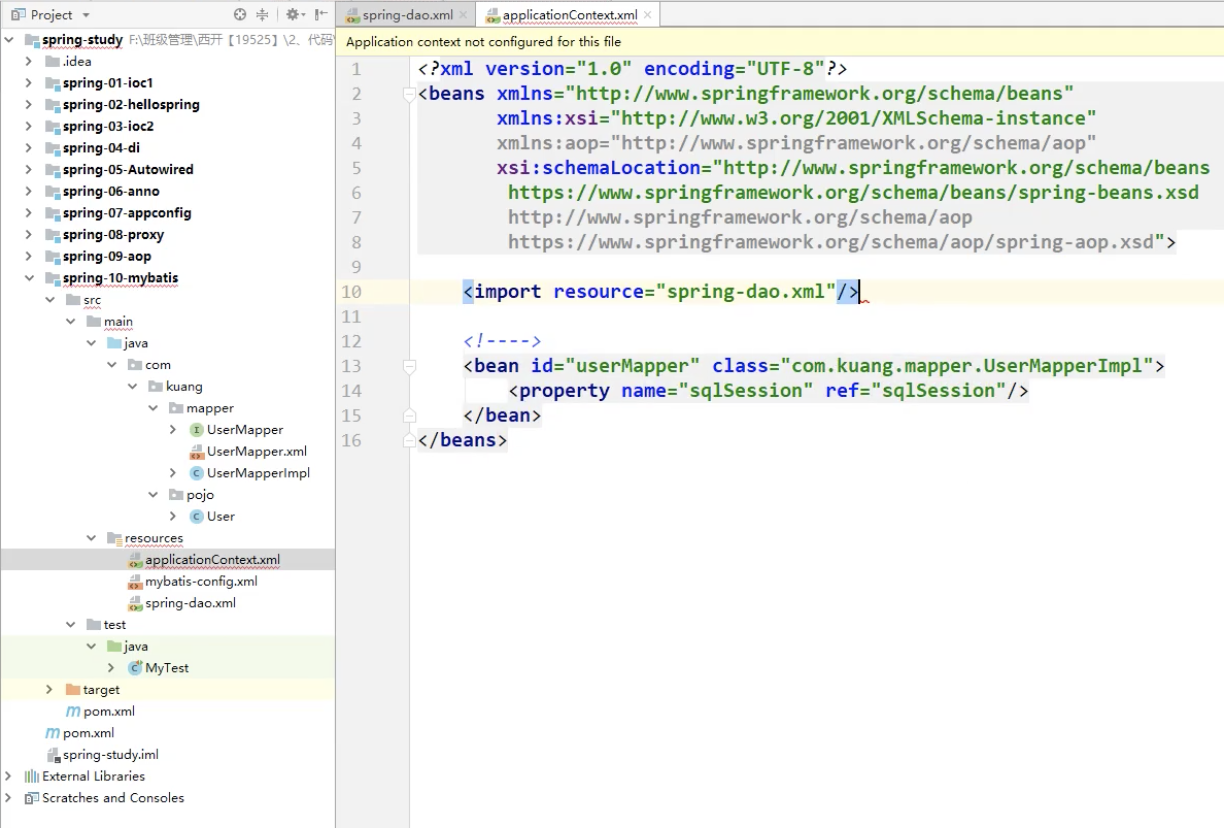 Project
spring-study F:\班级管理\西开【19525】\2、代码
.idea
spring-01-ioc1
spring-02-hellospring
spring-03-ioc2
spring-04-di
spring-05-Autowired
spring-06-anno
spring-07-appconfig
spring-08-proxy
spring-09-aop
spring-10-mybatis
src
main
java
com
kuang
mapper
UserMapper
UserMapper.xml
UserMapperImpl
pojo
User
resources
applicationContext.xml
mybatis-config.xml
spring-dao.xml
test
java
MyTest
target
pom.xml
pom.xml
spring-study.iml
External Libraries
Scratches and Consoles
spring-dao.xml applicationContext.xml
Application context not configured for this file
1 <?xml version="1.0" encoding="UTF-8"?>
2 <beans xmlns="http://www.springframework.org/schema/beans"
3 xmlns:xsi="http://www.w3.org/2001/XMLSchema-instance"
4 xmlns:aop="http://www.springframework.org/schema/aop"
5 xsi:schemaLocation="http://www.springframework.org/schema/beans
6 https://www.springframework.org/schema/beans/spring-beans.xsd
7 http://www.springframework.org/schema/aop
8 https://www.springframework.org/schema/aop/spring-aop.xsd">
9
10 <import resource="spring-dao.xml"/>
11
12 <!---->
13 <bean id="userMapper" class="com.kuang.mapper.UserMapperImpl">
14 <property name="sqlSession" ref="sqlSession"/>
15 </bean>
16 </beans>